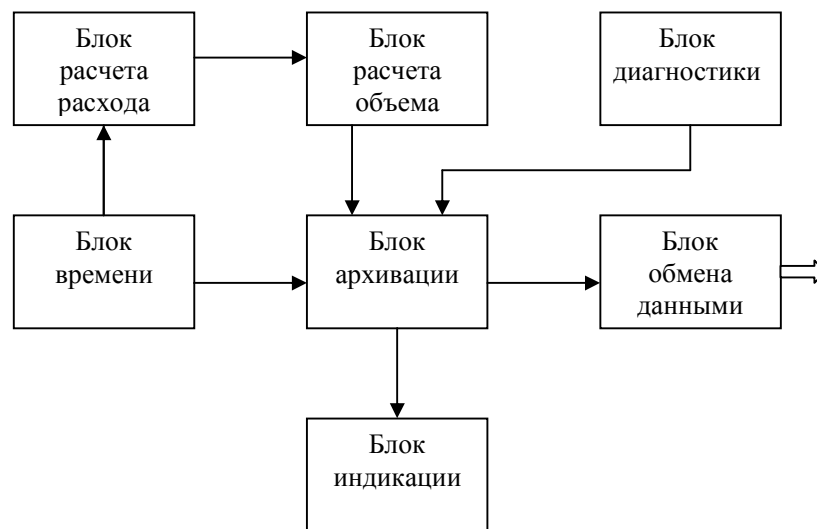 Блок
расчета
расхода
Блок
расчета
объема
Блок
диагностики
Блок
времени
Блок
архивации
Блок
обмена
данными
Блок
индикации